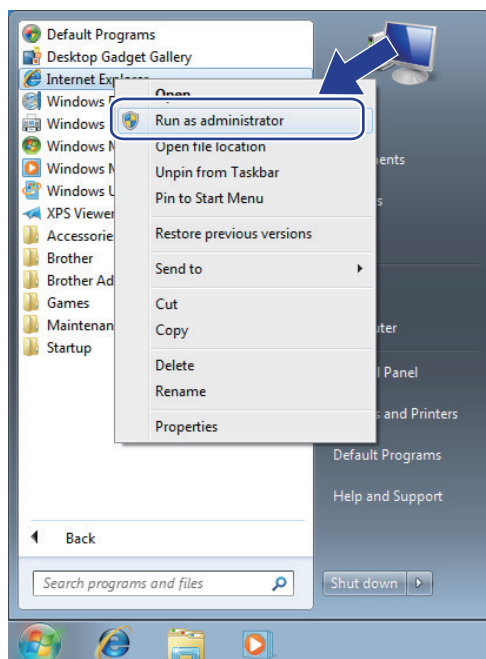 Default Programs
Desktop Gadget Gallery
Internet Explorer
Windows
Windows
Windows
Windows
Windows
XPS Viewer
Accessorie
Brother
Brother Ad
Games
Maintenan
Startup
Back
Search programs and files
Open
Run as administrator
Open file location
Unpin from Taskbar
Pin to Start Menu
Restore previous versions
Send to
Cut
Copy
Delete
Rename
Properties
ents
s
uter
l Panel
s and Printers
Default Programs
Help and Support
Shut down